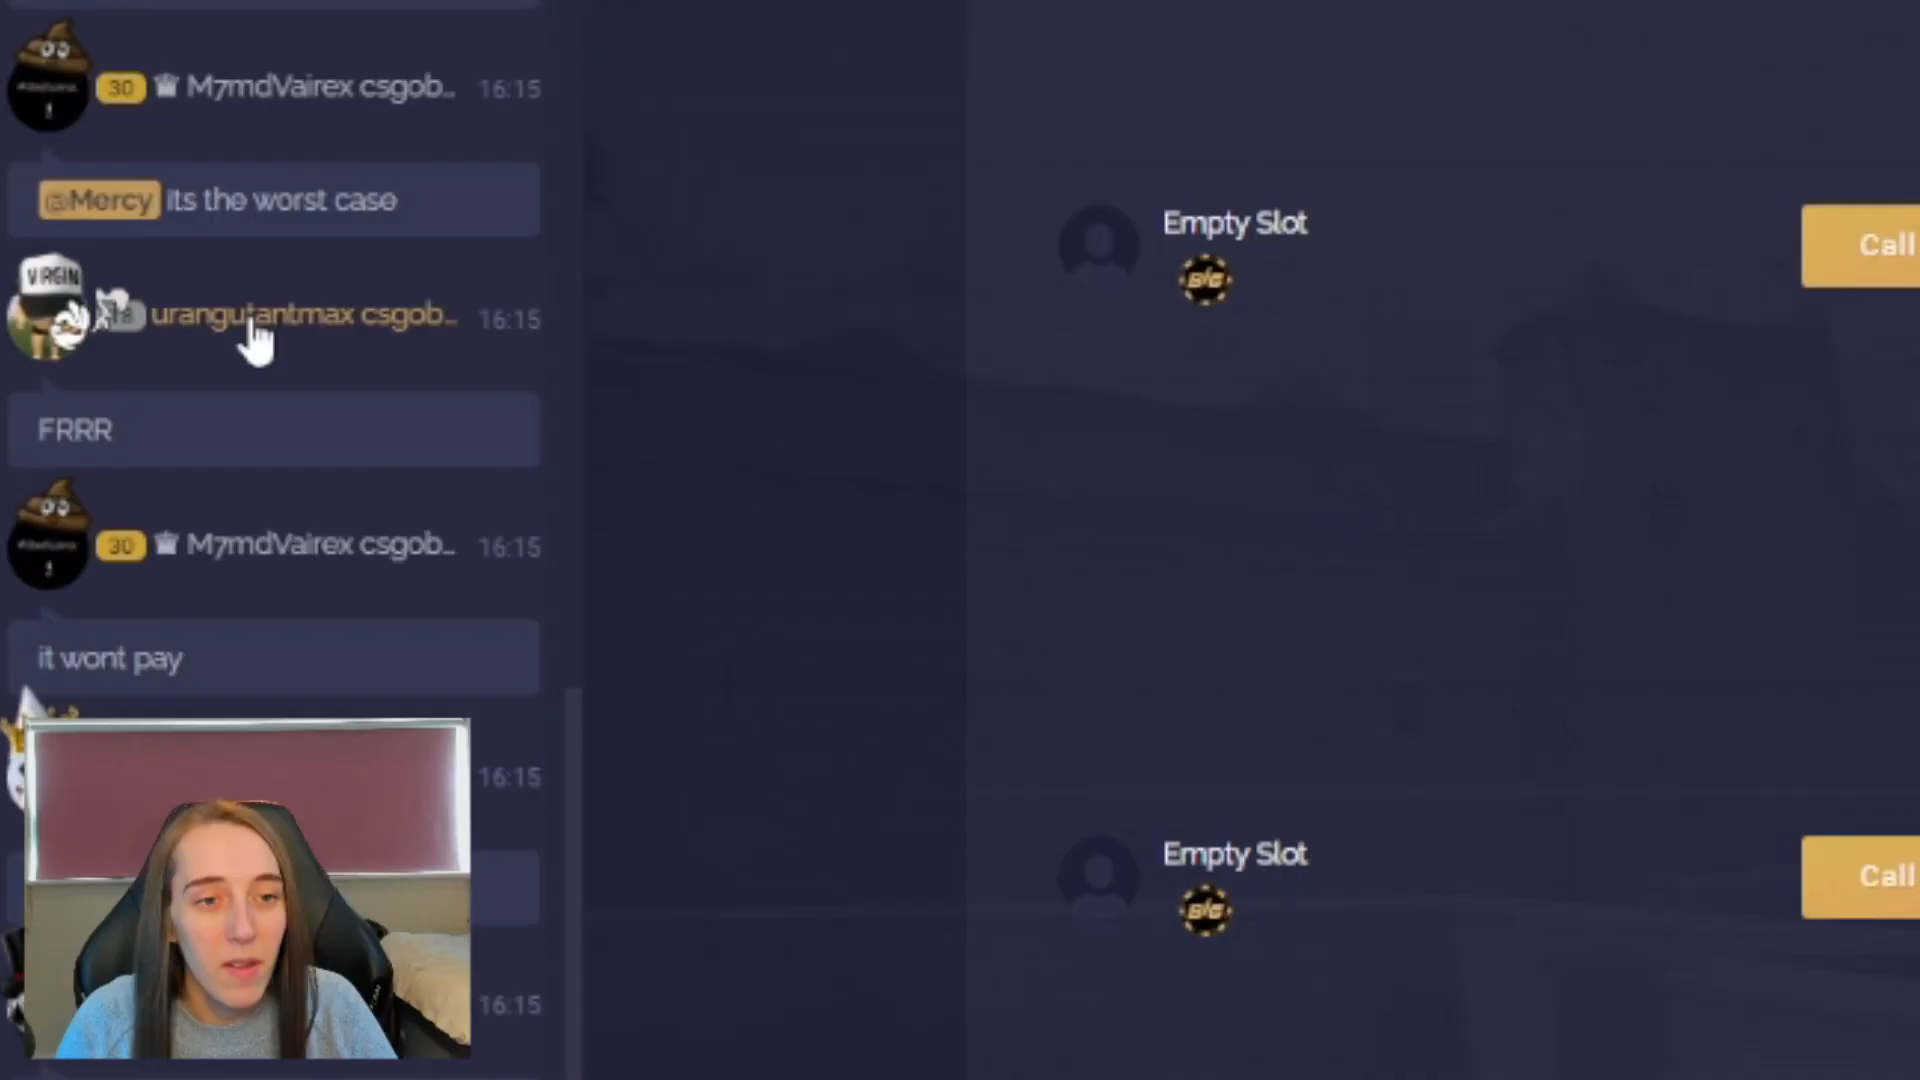 30 M7mdVairex csgob... 16:15
@Mercy Its the worst case
VIRGIN
18 urangutantmax csgob... 16:15
FRRR
30 M7mdVairex csgob... 16:15
it wont pay
16:15
16:15
Empty Slot
Call
Empty Slot
Call